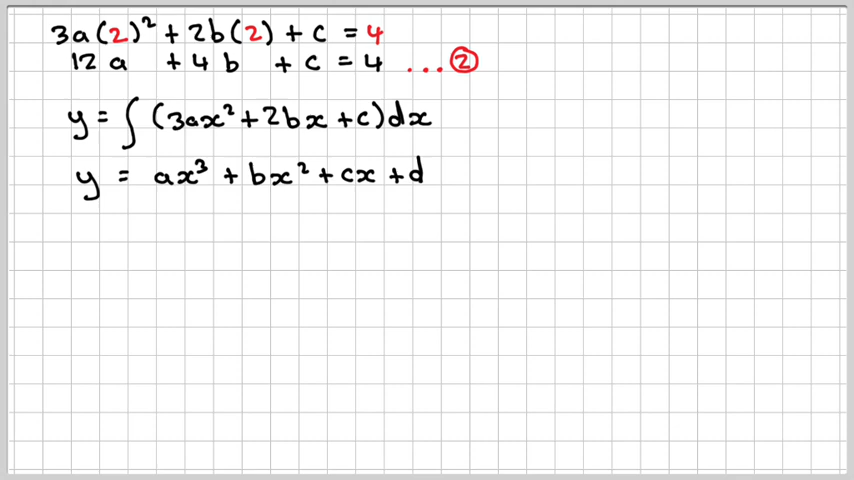 3a(2)² + 2b(2) + c = 4
12a + 4b + c = 4 ...②
y = ∫(3ax² + 2bx + c)dx
y = ax³ + bx² + cx + d